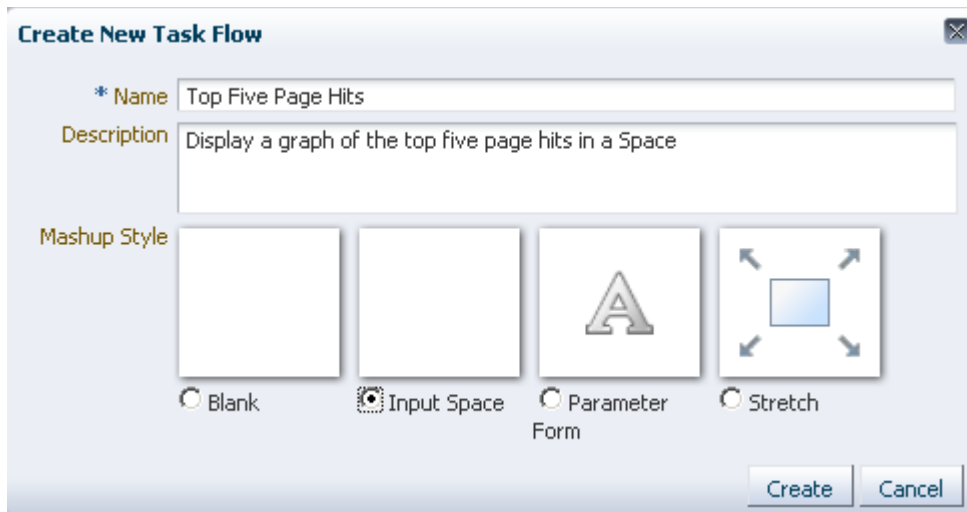 Create New Task Flow
* Name Top Five Page Hits
Description Display a graph of the top five page hits in a Space
Mashup Style
A
Blank Input Space Parameter Form Stretch
Create Cancel